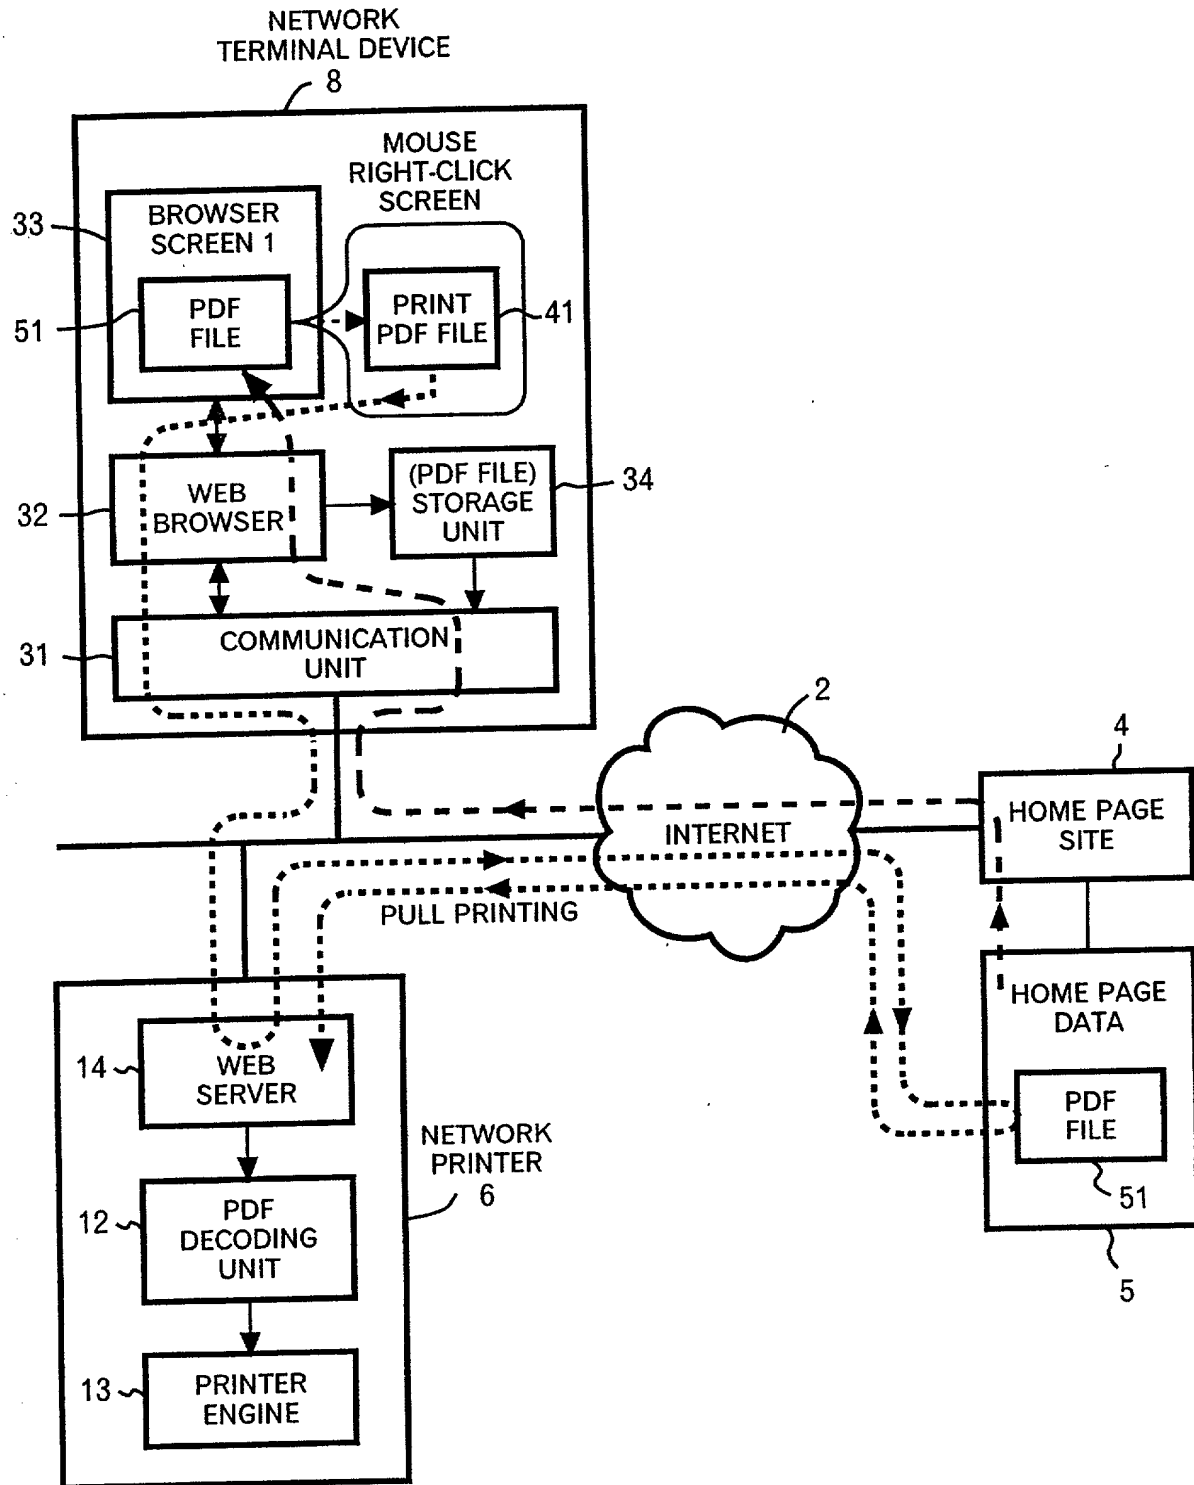 NETWORK
TERMINAL DEVICE
8
MOUSE
RIGHT-CLICK
SCREEN
33
BROWSER
SCREEN 1
51
PDF
FILE
PRINT
PDF FILE
41
32
WEB
BROWSER
(PDF FILE)
STORAGE
UNIT
34
31
COMMUNICATION
UNIT
2
INTERNET
4
HOME PAGE
SITE
PULL PRINTING
HOME PAGE
DATA
PDF
FILE
51
5
14
WEB
SERVER
NETWORK
PRINTER
6
12
PDF
DECODING
UNIT
13
PRINTER
ENGINE